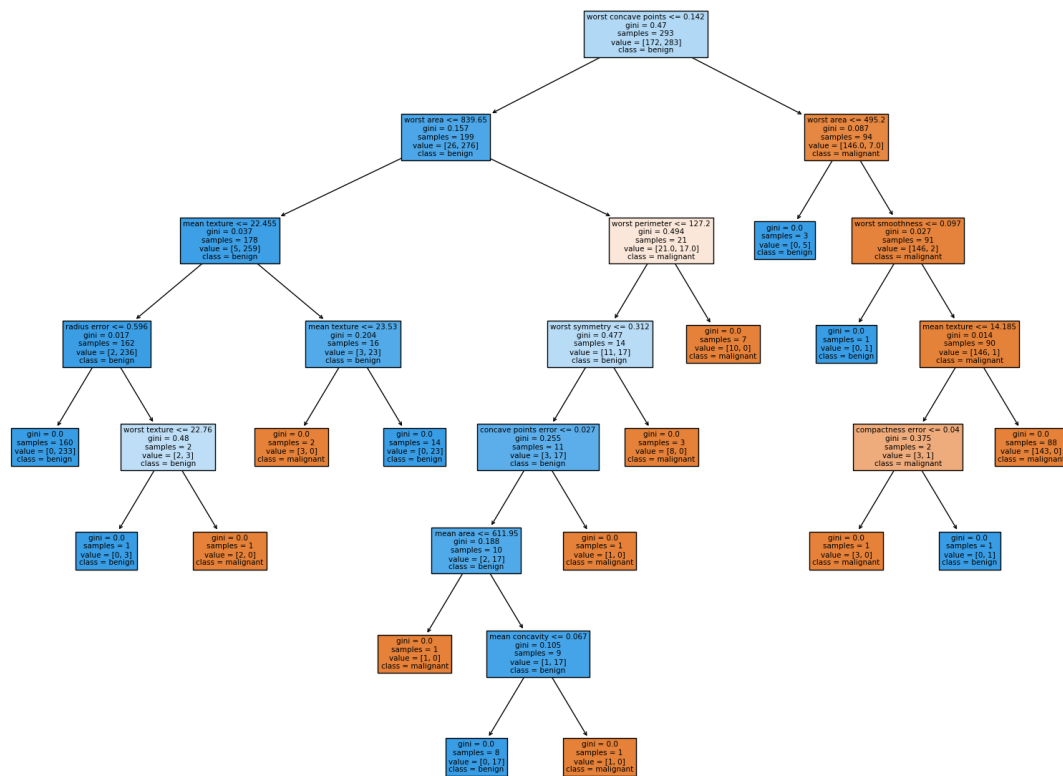 worst concave points <= 0.142
gini = 0.47
samples = 293
value = [172, 283]
class = benign
worst area <= 839.65
gini = 0.157
samples = 199
value = [26, 276]
class = benign
worst area <= 495.2
gini = 0.087
samples = 94
value = [146.0, 7.0]
class = malignant
mean texture <= 22.455
gini = 0.037
samples = 178
value = [5, 259]
class = benign
worst perimeter <= 127.2
gini = 0.494
samples = 21
value = [21.0, 17.0]
class = malignant
gini = 0.0
samples = 3
value = [0, 5]
class = benign
worst smoothness <= 0.097
gini = 0.027
samples = 91
value = [146, 2]
class = malignant
radius error <= 0.596
gini = 0.017
samples = 162
value = [2, 236]
class = benign
mean texture <= 23.53
gini = 0.204
samples = 16
value = [3, 23]
class = benign
worst symmetry <= 0.312
gini = 0.477
samples = 14
value = [11, 17]
class = benign
gini = 0.0
samples = 7
value = [10, 0]
class = malignant
gini = 0.0
samples = 1
value = [0, 1]
class = benign
mean texture <= 14.185
gini = 0.014
samples = 90
value = [146, 1]
class = malignant
gini = 0.0
samples = 160
value = [0, 233]
class = benign
worst texture <= 22.76
gini = 0.48
samples = 2
value = [2, 3]
class = benign
gini = 0.0
samples = 2
value = [3, 0]
class = malignant
gini = 0.0
samples = 14
value = [0, 23]
class = benign
concave points error <= 0.027
gini = 0.255
samples = 11
value = [3, 17]
class = benign
gini = 0.0
samples = 3
value = [8, 0]
class = malignant
compactness error <= 0.04
gini = 0.375
samples = 2
value = [3, 1]
class = malignant
gini = 0.0
samples = 88
value = [143, 0]
class = malignant
gini = 0.0
samples = 1
value = [0, 3]
class = benign
gini = 0.0
samples = 1
value = [2, 0]
class = malignant
mean area <= 611.95
gini = 0.188
samples = 10
value = [2, 17]
class = benign
gini = 0.0
samples = 1
value = [1, 0]
class = malignant
gini = 0.0
samples = 1
value = [3, 0]
class = malignant
gini = 0.0
samples = 1
value = [0, 1]
class = benign
gini = 0.0
samples = 1
value = [1, 0]
class = malignant
mean concavity <= 0.067
gini = 0.105
samples = 9
value = [1, 17]
class = benign
gini = 0.0
samples = 8
value = [0, 17]
class = benign
gini = 0.0
samples = 1
value = [1, 0]
class = malignant